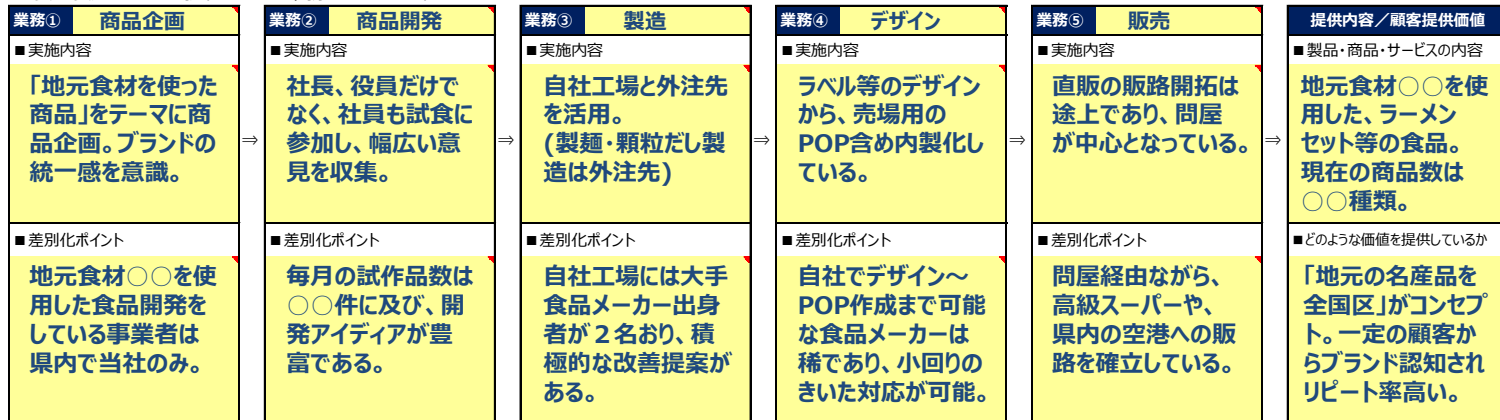 業務① 商品企画
■実施内容
「地元食材を使った
商品」をテーマに商
品企画。ブランドの
統一感を意識。
■差別化ポイント
地元食材○○を使
用した食品開発を
している事業者は
県内で当社のみ。
⇒
業務② 商品開発
■実施内容
社長、役員だけで
なく、社員も試食に
参加し、幅広い意
見を収集。
■差別化ポイント
毎月の試作品数は
○○件に及び、開
発アイディアが豊
富である。
⇒
業務③ 製造
■実施内容
自社工場と外注先
を活用。
(製麺・顆粒だし製
造は外注先)
■差別化ポイント
自社工場には大手
食品メーカー出身
者が２名おり、積
極的な改善提案が
ある。
⇒
業務④ デザイン
■実施内容
ラベル等のデザイン
から、売場用の
POP含め内製化し
ている。
■差別化ポイント
自社でデザイン～
POP作成まで可能
な食品メーカーは
稀であり、小回りの
きいた対応が可能。
⇒
業務⑤ 販売
■実施内容
直販の販路開拓は
途上であり、問屋
が中心となっている。
■差別化ポイント
問屋経由ながら、
高級スーパーや、
県内の空港への販
路を確立している。
⇒
提供内容／顧客提供価値
■製品・商品・サービスの内容
地元食材○○を使
用した、ラーメン
セット等の食品。
現在の商品数は
○○種類。
■どのような価値を提供しているか
「地元の名産品を
全国区」がコンセプ
ト。一定の顧客か
らブランド認知され
リピート率高い。